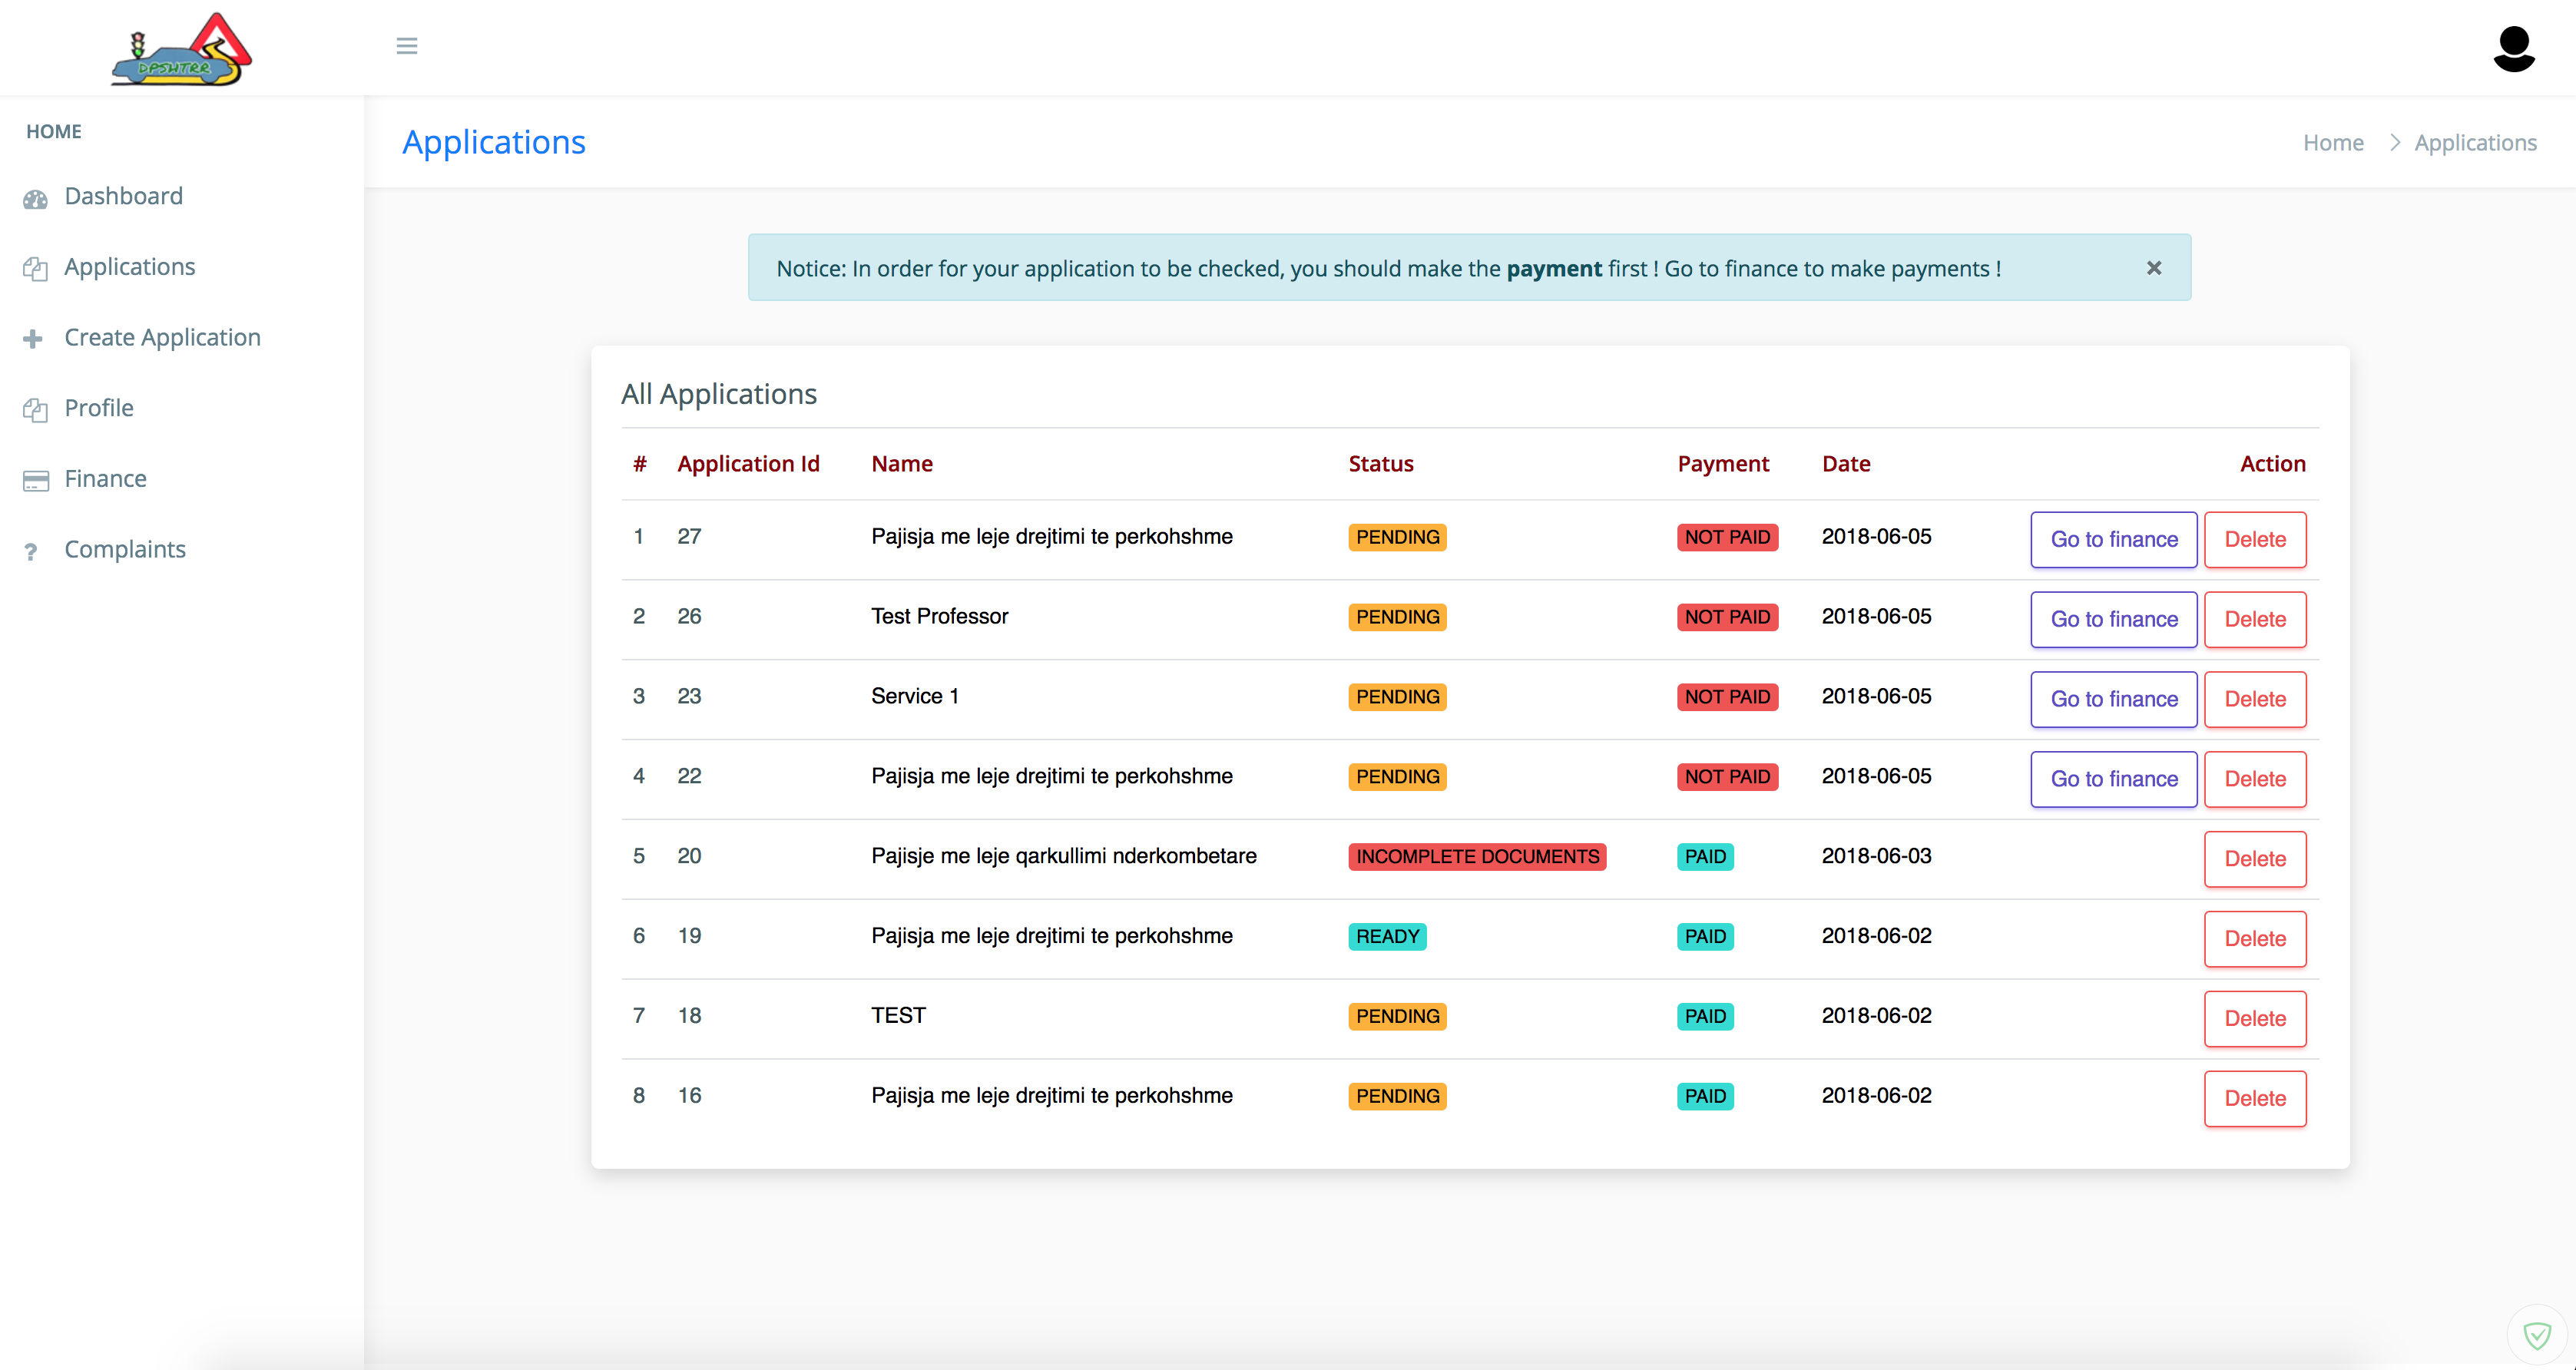 DPSHTRR
HOME
Dashboard
Applications
Create Application
Profile
Finance
Complaints
Applications
Home > Applications
Notice: In order for your application to be checked, you should make the payment first ! Go to finance to make payments ! ×
All Applications
# Application Id Name Status Payment Date Action
1 27 Pajisja me leje drejtimi te perkohshme PENDING NOT PAID 2018-06-05 Go to finance Delete
2 26 Test Professor PENDING NOT PAID 2018-06-05 Go to finance Delete
3 23 Service 1 PENDING NOT PAID 2018-06-05 Go to finance Delete
4 22 Pajisja me leje drejtimi te perkohshme PENDING NOT PAID 2018-06-05 Go to finance Delete
5 20 Pajisje me leje qarkullimi nderkombetare INCOMPLETE DOCUMENTS PAID 2018-06-03 Delete
6 19 Pajisja me leje drejtimi te perkohshme READY PAID 2018-06-02 Delete
7 18 TEST PENDING PAID 2018-06-02 Delete
8 16 Pajisja me leje drejtimi te perkohshme PENDING PAID 2018-06-02 Delete